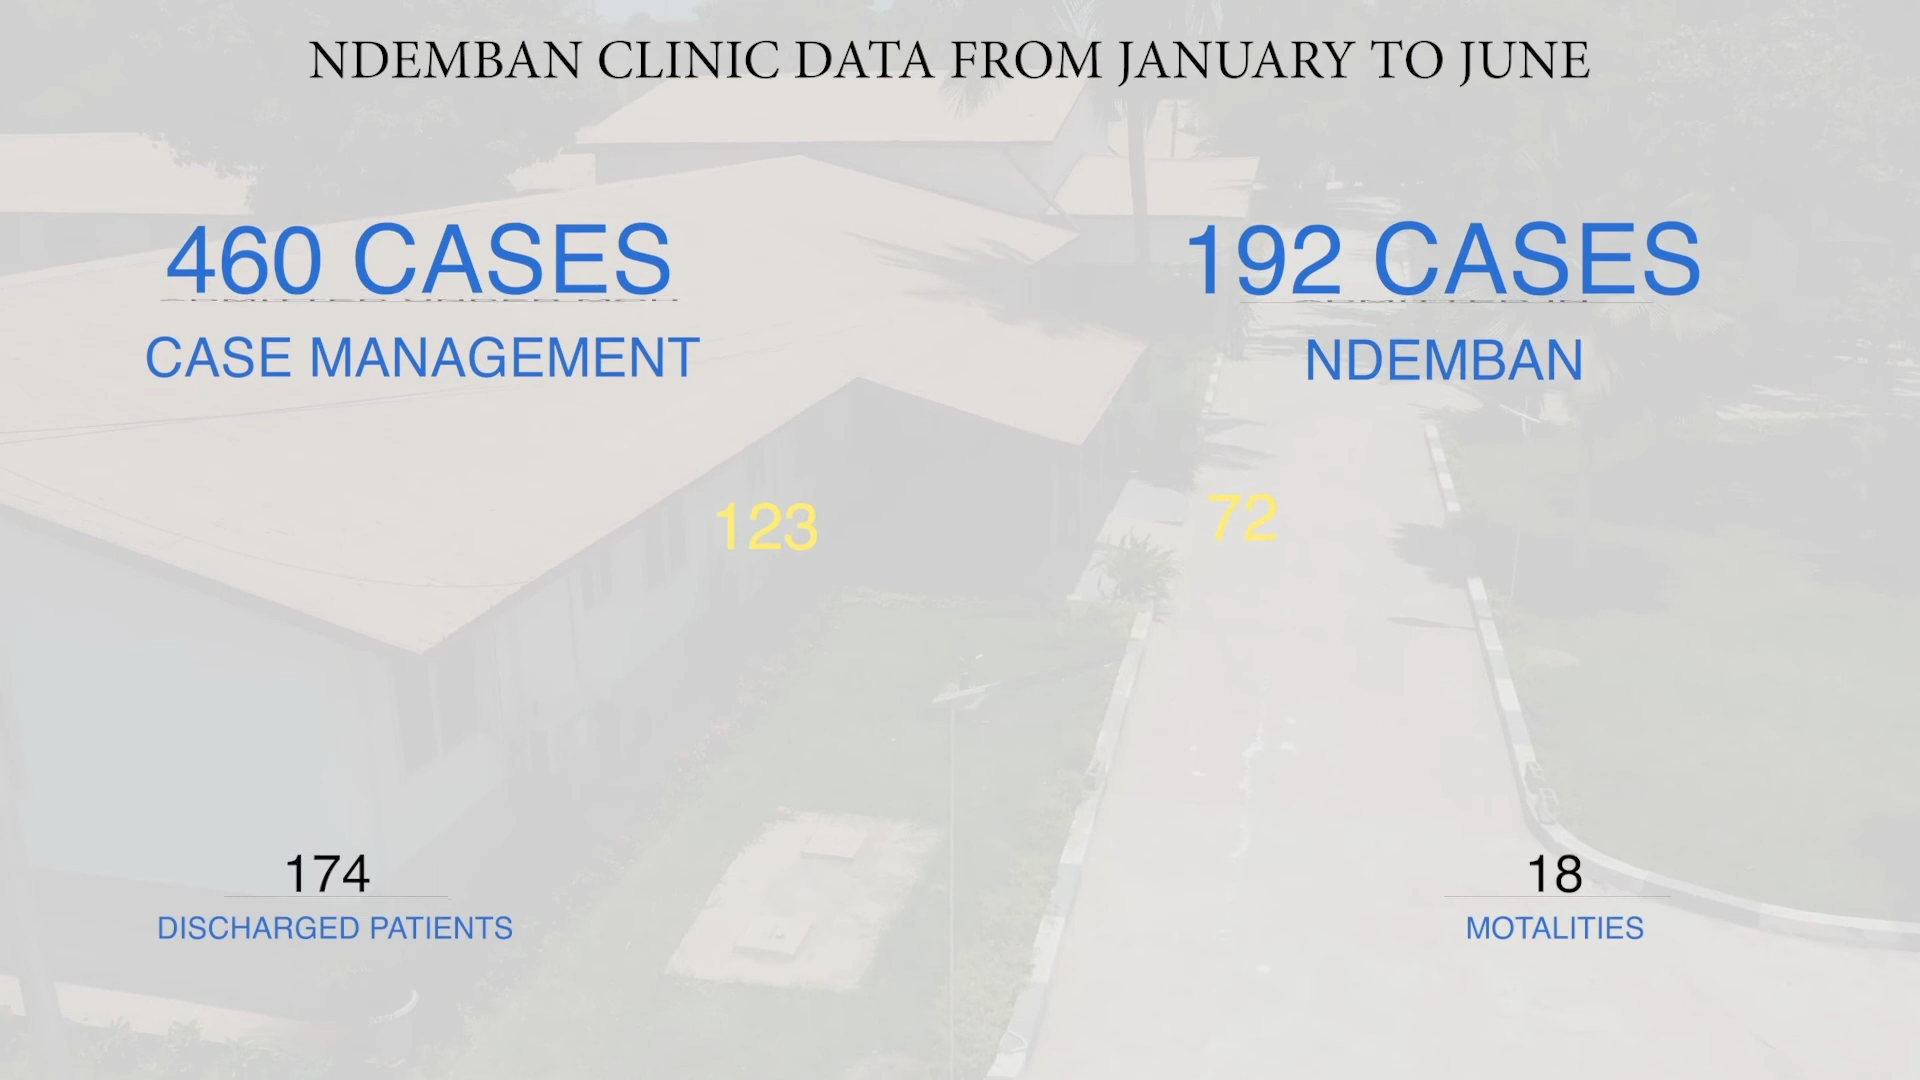 NDEMBAN CLINIC DATA FROM JANUARY TO JUNE
460 CASES
192 CASES
CASE MANAGEMENT
NDEMBAN
123
72
174
18
DISCHARGED PATIENTS
MOTALITIES